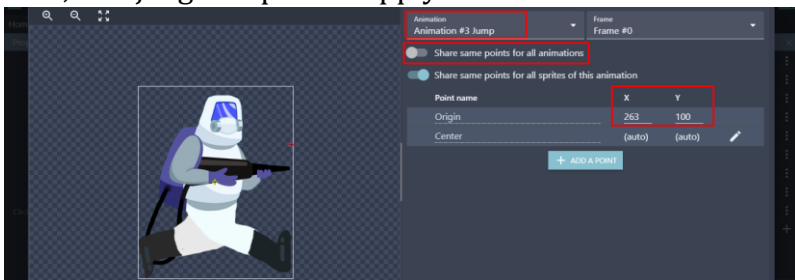 Animation
Animation #3 Jump
Frame
Frame #0
Share same points for all animations
Share same points for all sprites of this animation
Point name X Y
Origin 263 100
Center (auto) (auto)
+ ADD A POINT